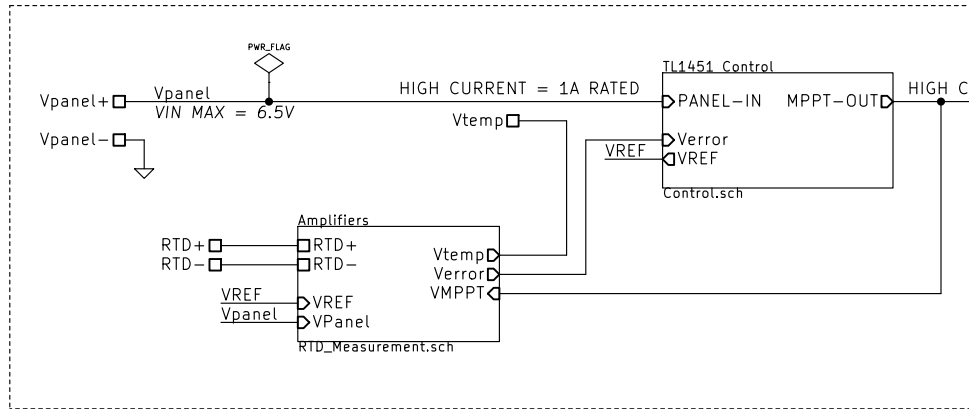 PWR_FLAG
TL1451 Control
Vpanel+
Vpanel
HIGH CURRENT = 1A RATED
PANEL-IN
MPPT-OUT
HIGH C
VIN MAX = 6.5V
Vtemp
Vpanel-
Verror
VREF
VREF
Control.sch
Amplifiers
RTD+
RTD+
Vtemp
RTD-
RTD-
Verror
VMPPT
VREF
VREF
Vpanel
VPanel
RTD_Measurement.sch